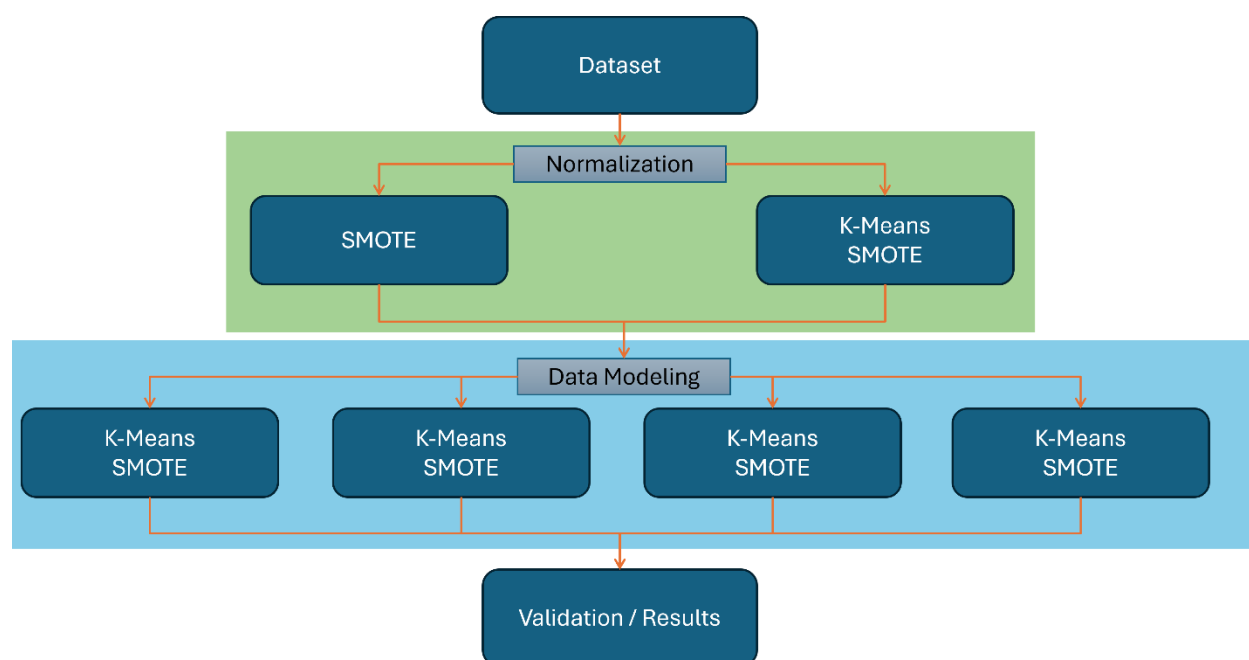 Dataset
Normalization
SMOTE
K-Means
SMOTE
Data Modeling
K-Means
SMOTE
K-Means
SMOTE
K-Means
SMOTE
K-Means
SMOTE
Validation / Results